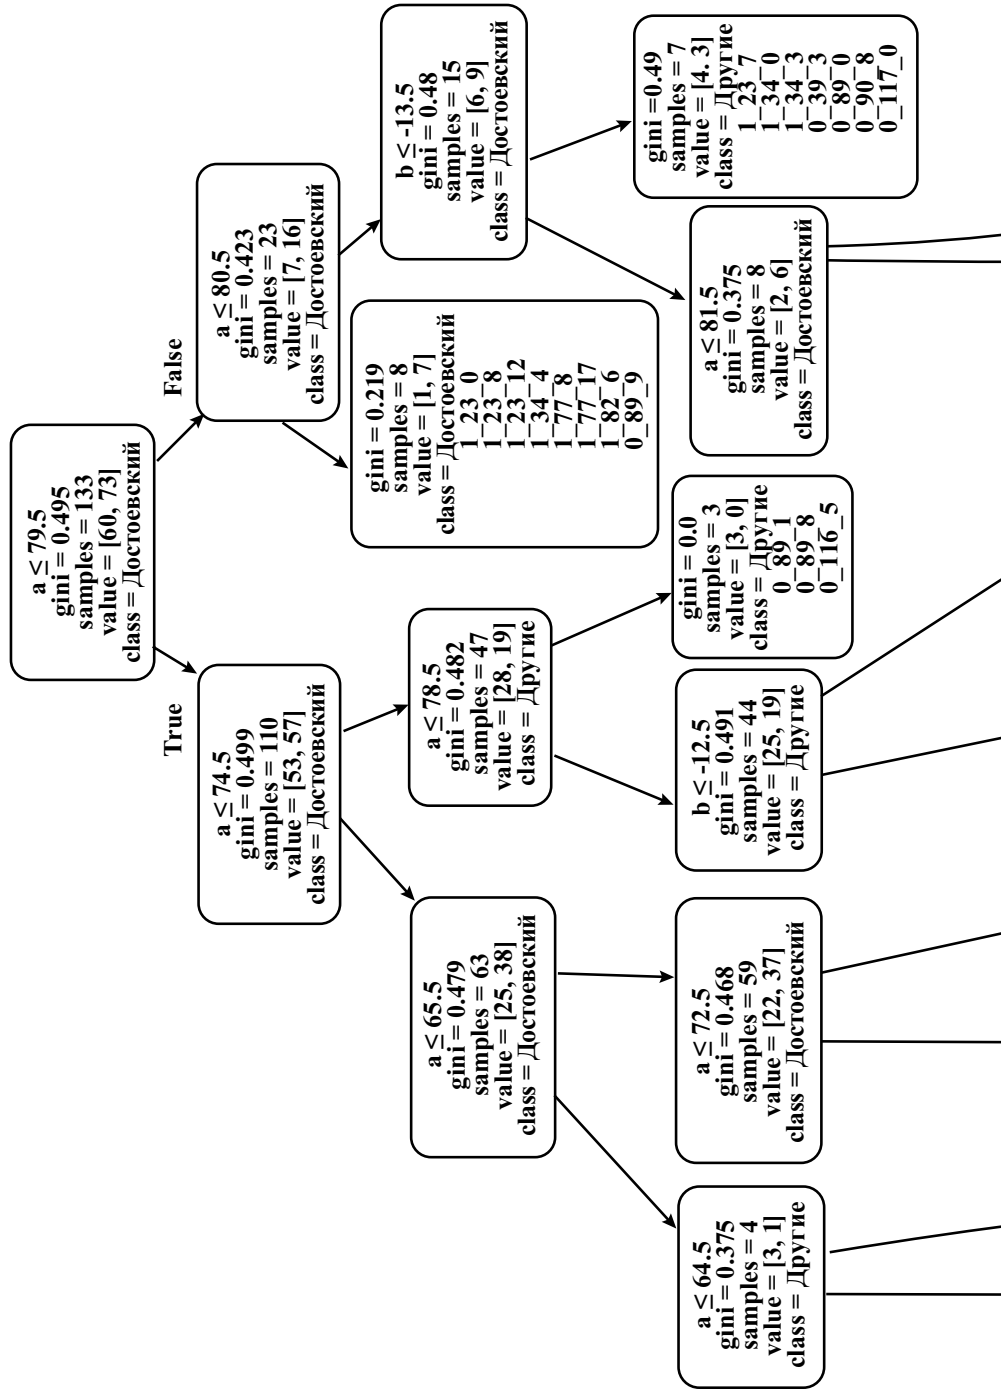 a ≤ 79.5
gini = 0.495
samples = 133
value = [60, 73]
class = Достоевский
True
False
a ≤ 74.5
gini = 0.499
samples = 110
value = [53, 57]
class = Достоевский
a ≤ 80.5
gini = 0.423
samples = 23
value = [7, 16]
class = Достоевский
a ≤ 65.5
gini = 0.479
samples = 63
value = [25, 38]
class = Достоевский
a ≤ 78.5
gini = 0.482
samples = 47
value = [28, 19]
class = Другие
gini = 0.219
samples = 8
value = [1, 7]
class = Достоевский
1_23_0
1_23_8
1_23_12
1_34_4
1_77_8
1_77_17
1_82_6
0_89_9
b ≤ -13.5
gini = 0.48
samples = 15
value = [6, 9]
class = Достоевский
a ≤ 64.5
gini = 0.375
samples = 4
value = [3, 1]
class = Другие
a ≤ 72.5
gini = 0.468
samples = 59
value = [22, 37]
class = Достоевский
b ≤ -12.5
gini = 0.491
samples = 44
value = [25, 19]
class = Другие
gini = 0.0
samples = 3
value = [3, 0]
class = Другие
0_89_1
0_89_8
0_116_5
a ≤ 81.5
gini = 0.375
samples = 8
value = [2, 6]
class = Достоевский
gini =0.49
samples = 7
value = [4. 3]
class = Другие
1_23_7
1_34_0
1_34_3
0_39_3
0_89_0
0_90_8
0_117_0